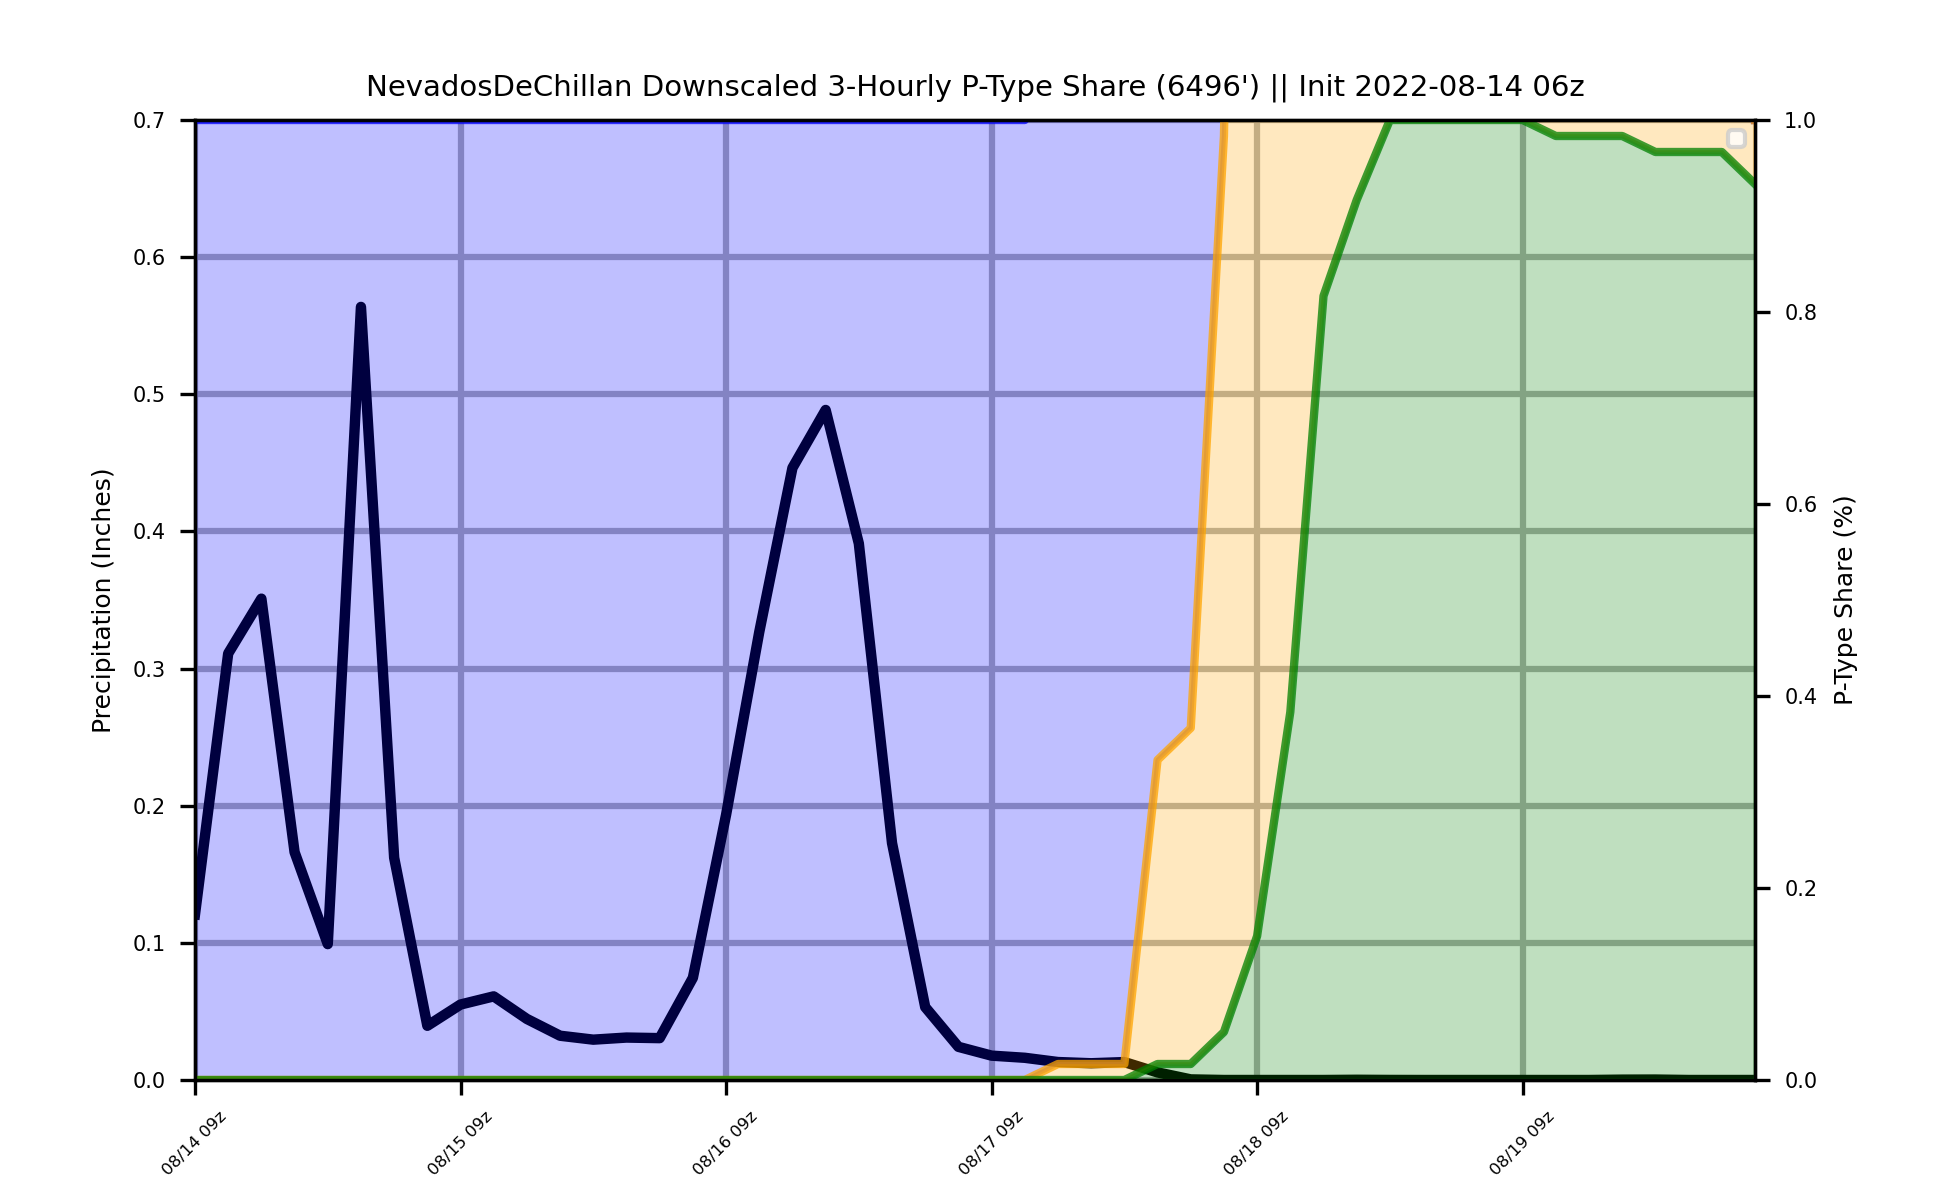 NevadosDeChillan Downscaled 3-Hourly P-Type Share (6496') || Init 2022-08-14 06z
0.7
0.6
0.5
0.4
0.3
0.2
0.1
0.0
Precipitation (Inches)
1.0
0.8
0.6
0.4
0.2
0.0
P-Type Share (%)
08/14 09z
08/15 09z
08/16 09z
08/17 09z
08/18 09z
08/19 09z